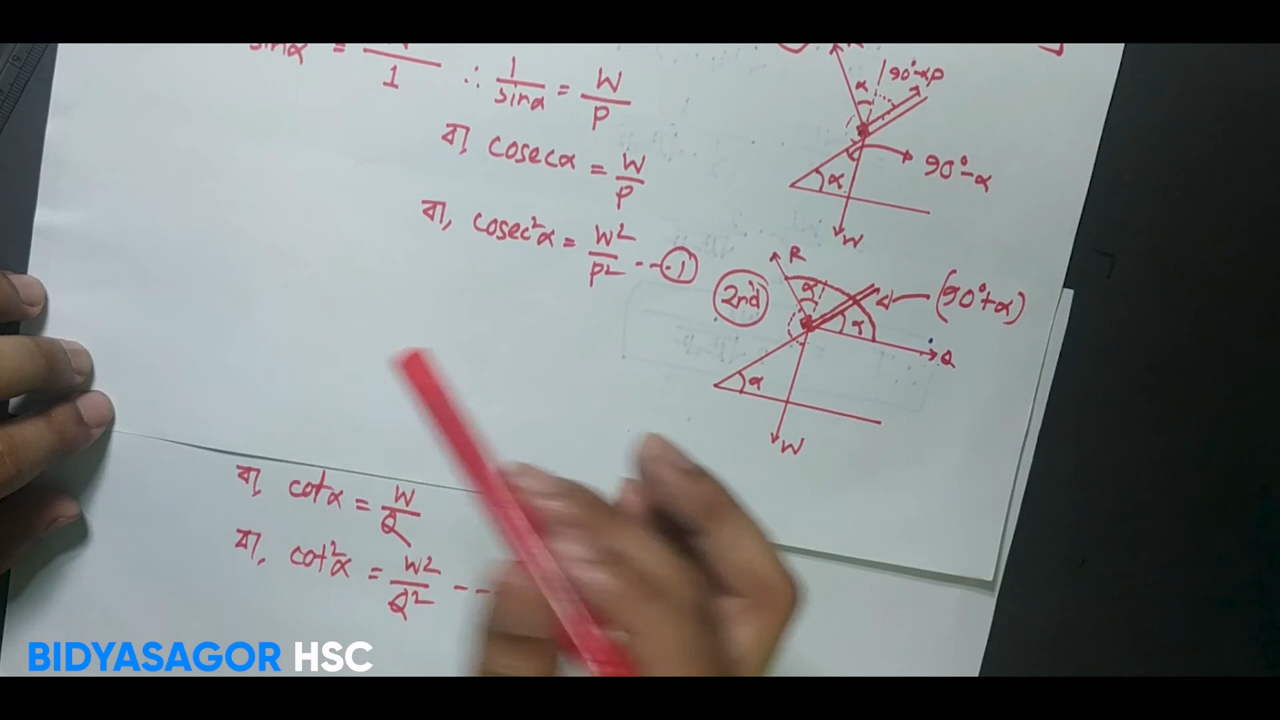 sinα = 
1
∴ 1/sinα = W/P
বা, cosecα = W/P
বা, cosec²α = W²/P² ---①
90°-α P
α
α
90°-α
W
2nd
R
α
α
(90°+α)
Q
α
W
বা, cotα = W/Q
বা, cot²α = W²/Q² ---
BIDYASAGOR HSC